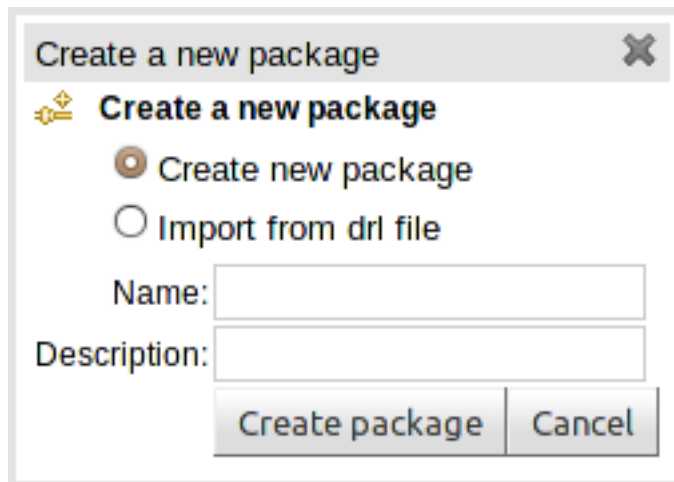 Create a new package
Create a new package
Create new package
Import from drl file
Name:
Description:
Create package Cancel